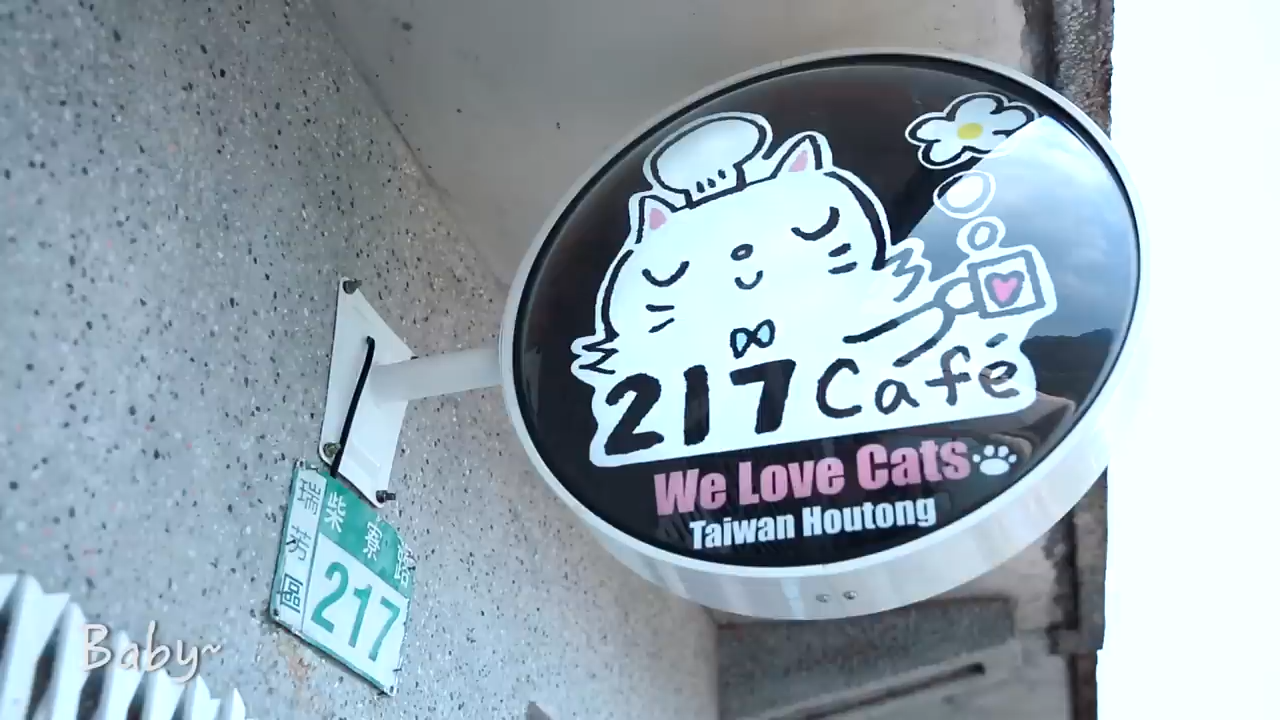 217 Café
We Love Cats
Taiwan Houtong
瑞芳區
柴寮路
217
Baby~